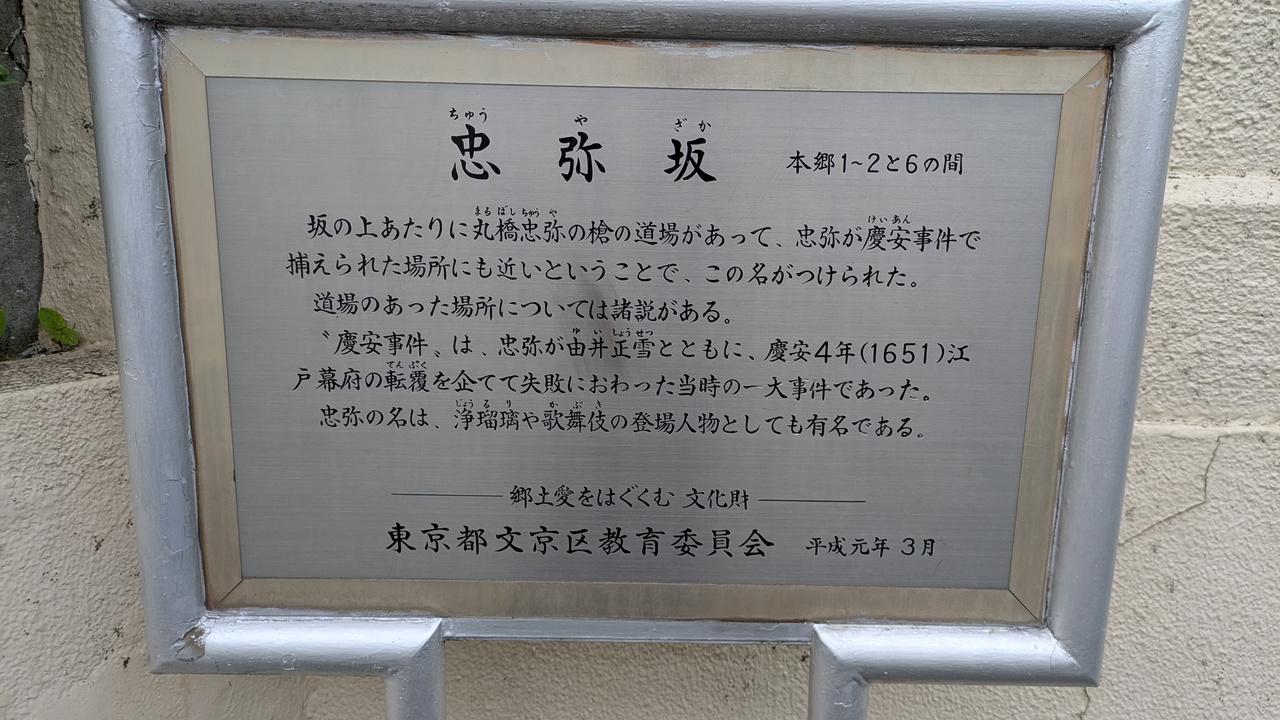 ちゅう や ざか
忠弥坂 本郷1~2と6の間
まるばしちゅうや けいあん
坂の上あたりに丸橋忠弥の槍の道場があって、忠弥が慶安事件で
捕えられた場所にも近いということで、この名がつけられた。
道場のあった場所については諸説がある。
ゆいしょうせつ
〝慶安事件〟は、忠弥が由井正雪とともに、慶安4年(1651)江
てんぷく
戸幕府の転覆を企てて失敗におわった当時の一大事件であった。
じょうるり かぶき
忠弥の名は、浄瑠璃や歌舞伎の登場人物としても有名である。
郷土愛をはぐくむ 文化財
東京都文京区教育委員会 平成元年 3月